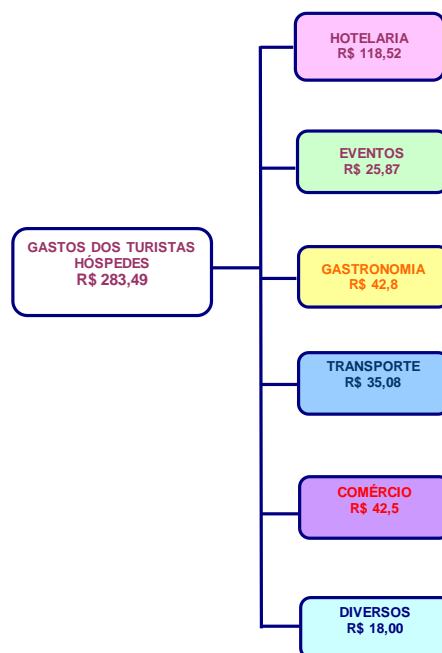 HOTELARIA
R$ 118,52
EVENTOS
R$ 25,87
GASTOS DOS TURISTAS
HÓSPEDES
R$ 283,49
GASTRONOMIA
R$ 42,8
TRANSPORTE
R$ 35,08
COMÉRCIO
R$ 42,5
DIVERSOS
R$ 18,00